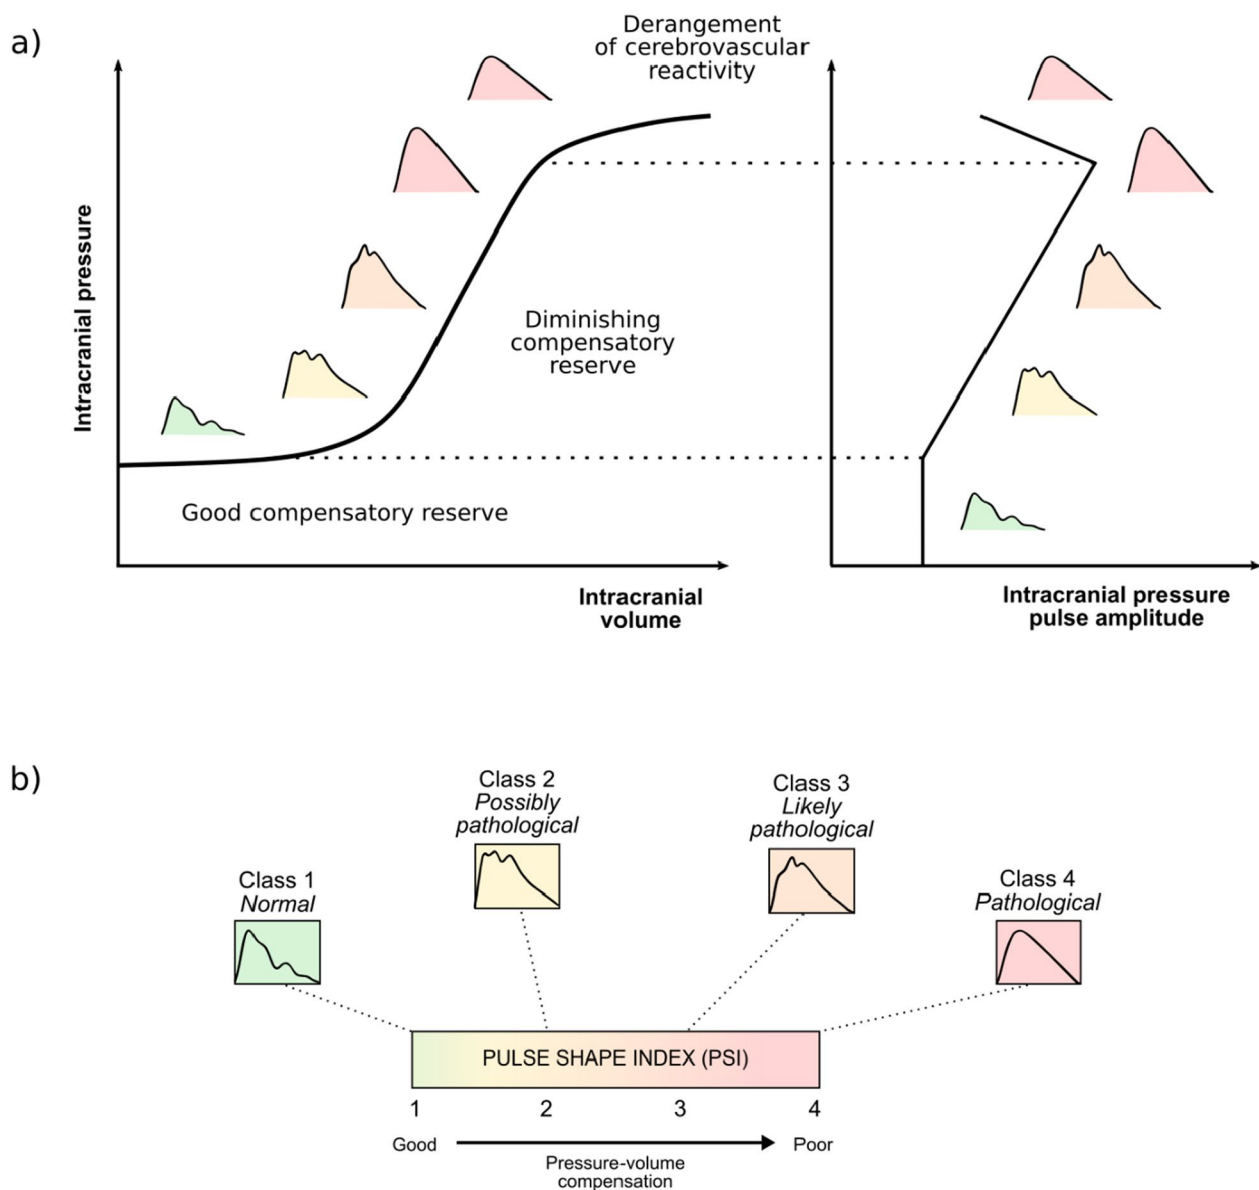 a)
Derangement
of cerebrovascular
reactivity
Intracranial pressure
Diminishing
compensatory
reserve
Good compensatory reserve
Intracranial
volume
Intracranial pressure
pulse amplitude
b)
Class 1
Normal
Class 2
Possibly
pathological
Class 3
Likely
pathological
Class 4
Pathological
PULSE SHAPE INDEX (PSI)
1 2 3 4
Good Poor
Pressure-volume
compensation